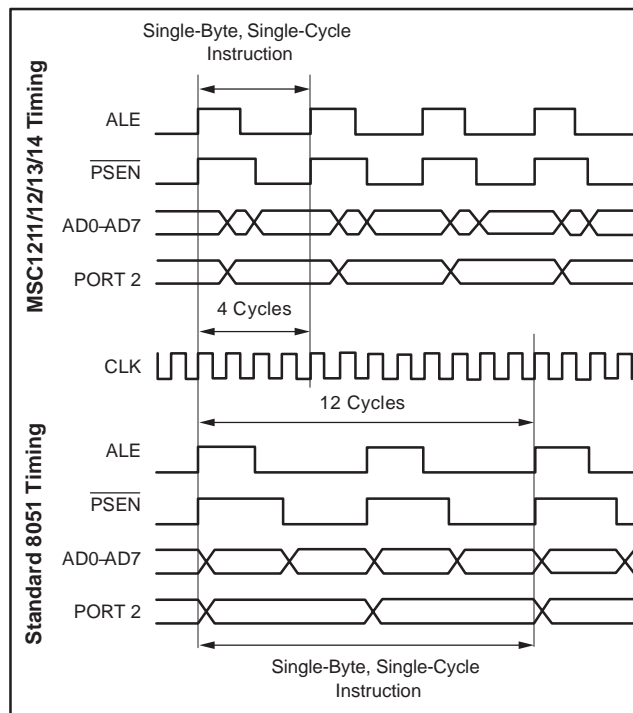 Single-Byte, Single-Cycle
Instruction
MSC1211/12/13/14 Timing
ALE
PSEN
AD0–AD7
PORT 2
4 Cycles
CLK
12 Cycles
Standard 8051 Timing
ALE
PSEN
AD0–AD7
PORT 2
Single-Byte, Single-Cycle
Instruction